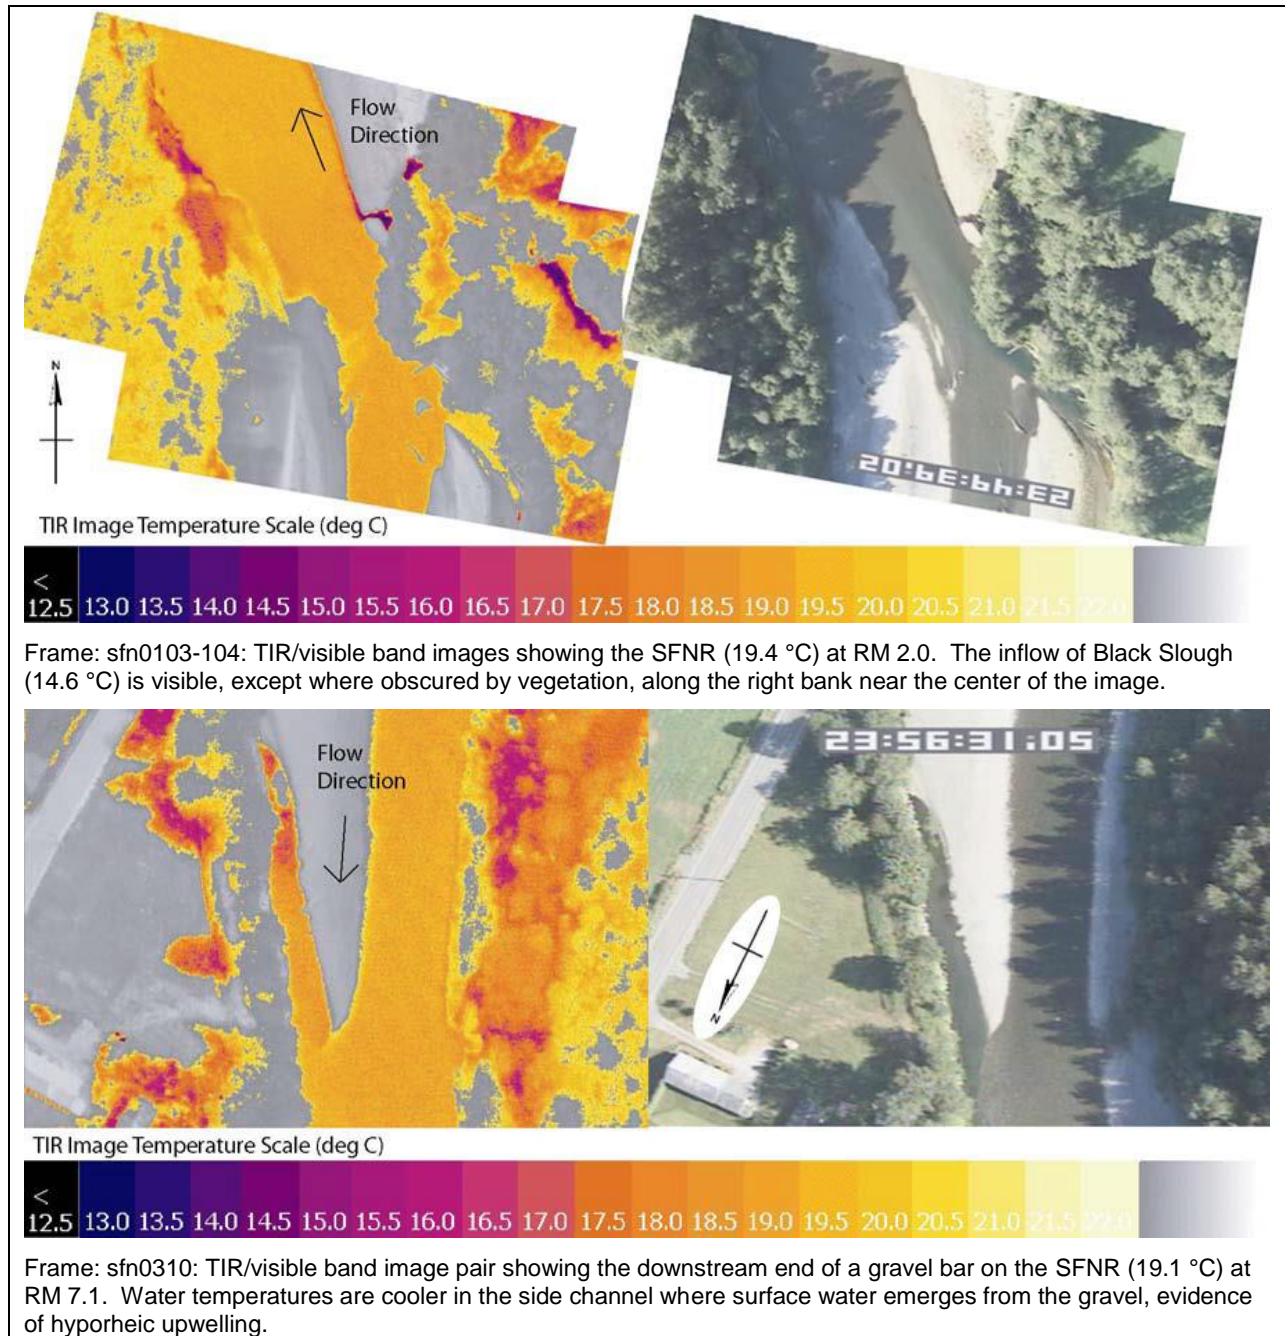 Flow
Direction
N
53:49:39.02
TIR Image Temperature Scale (deg C)
<
12.5 13.0 13.5 14.0 14.5 15.0 15.5 16.0 16.5 17.0 17.5 18.0 18.5 19.0 19.5 20.0 20.5 21.0 21.5 22.0
Frame: sfn0103-104: TIR/visible band images showing the SFNR (19.4 °C) at RM 2.0. The inflow of Black Slough
(14.6 °C) is visible, except where obscured by vegetation, along the right bank near the center of the image.
Flow
Direction
23:56:31.05
N
TIR Image Temperature Scale (deg C)
<
12.5 13.0 13.5 14.0 14.5 15.0 15.5 16.0 16.5 17.0 17.5 18.0 18.5 19.0 19.5 20.0 20.5 21.0 21.5 22.0
Frame: sfn0310: TIR/visible band image pair showing the downstream end of a gravel bar on the SFNR (19.1 °C) at
RM 7.1. Water temperatures are cooler in the side channel where surface water emerges from the gravel, evidence
of hyporheic upwelling.